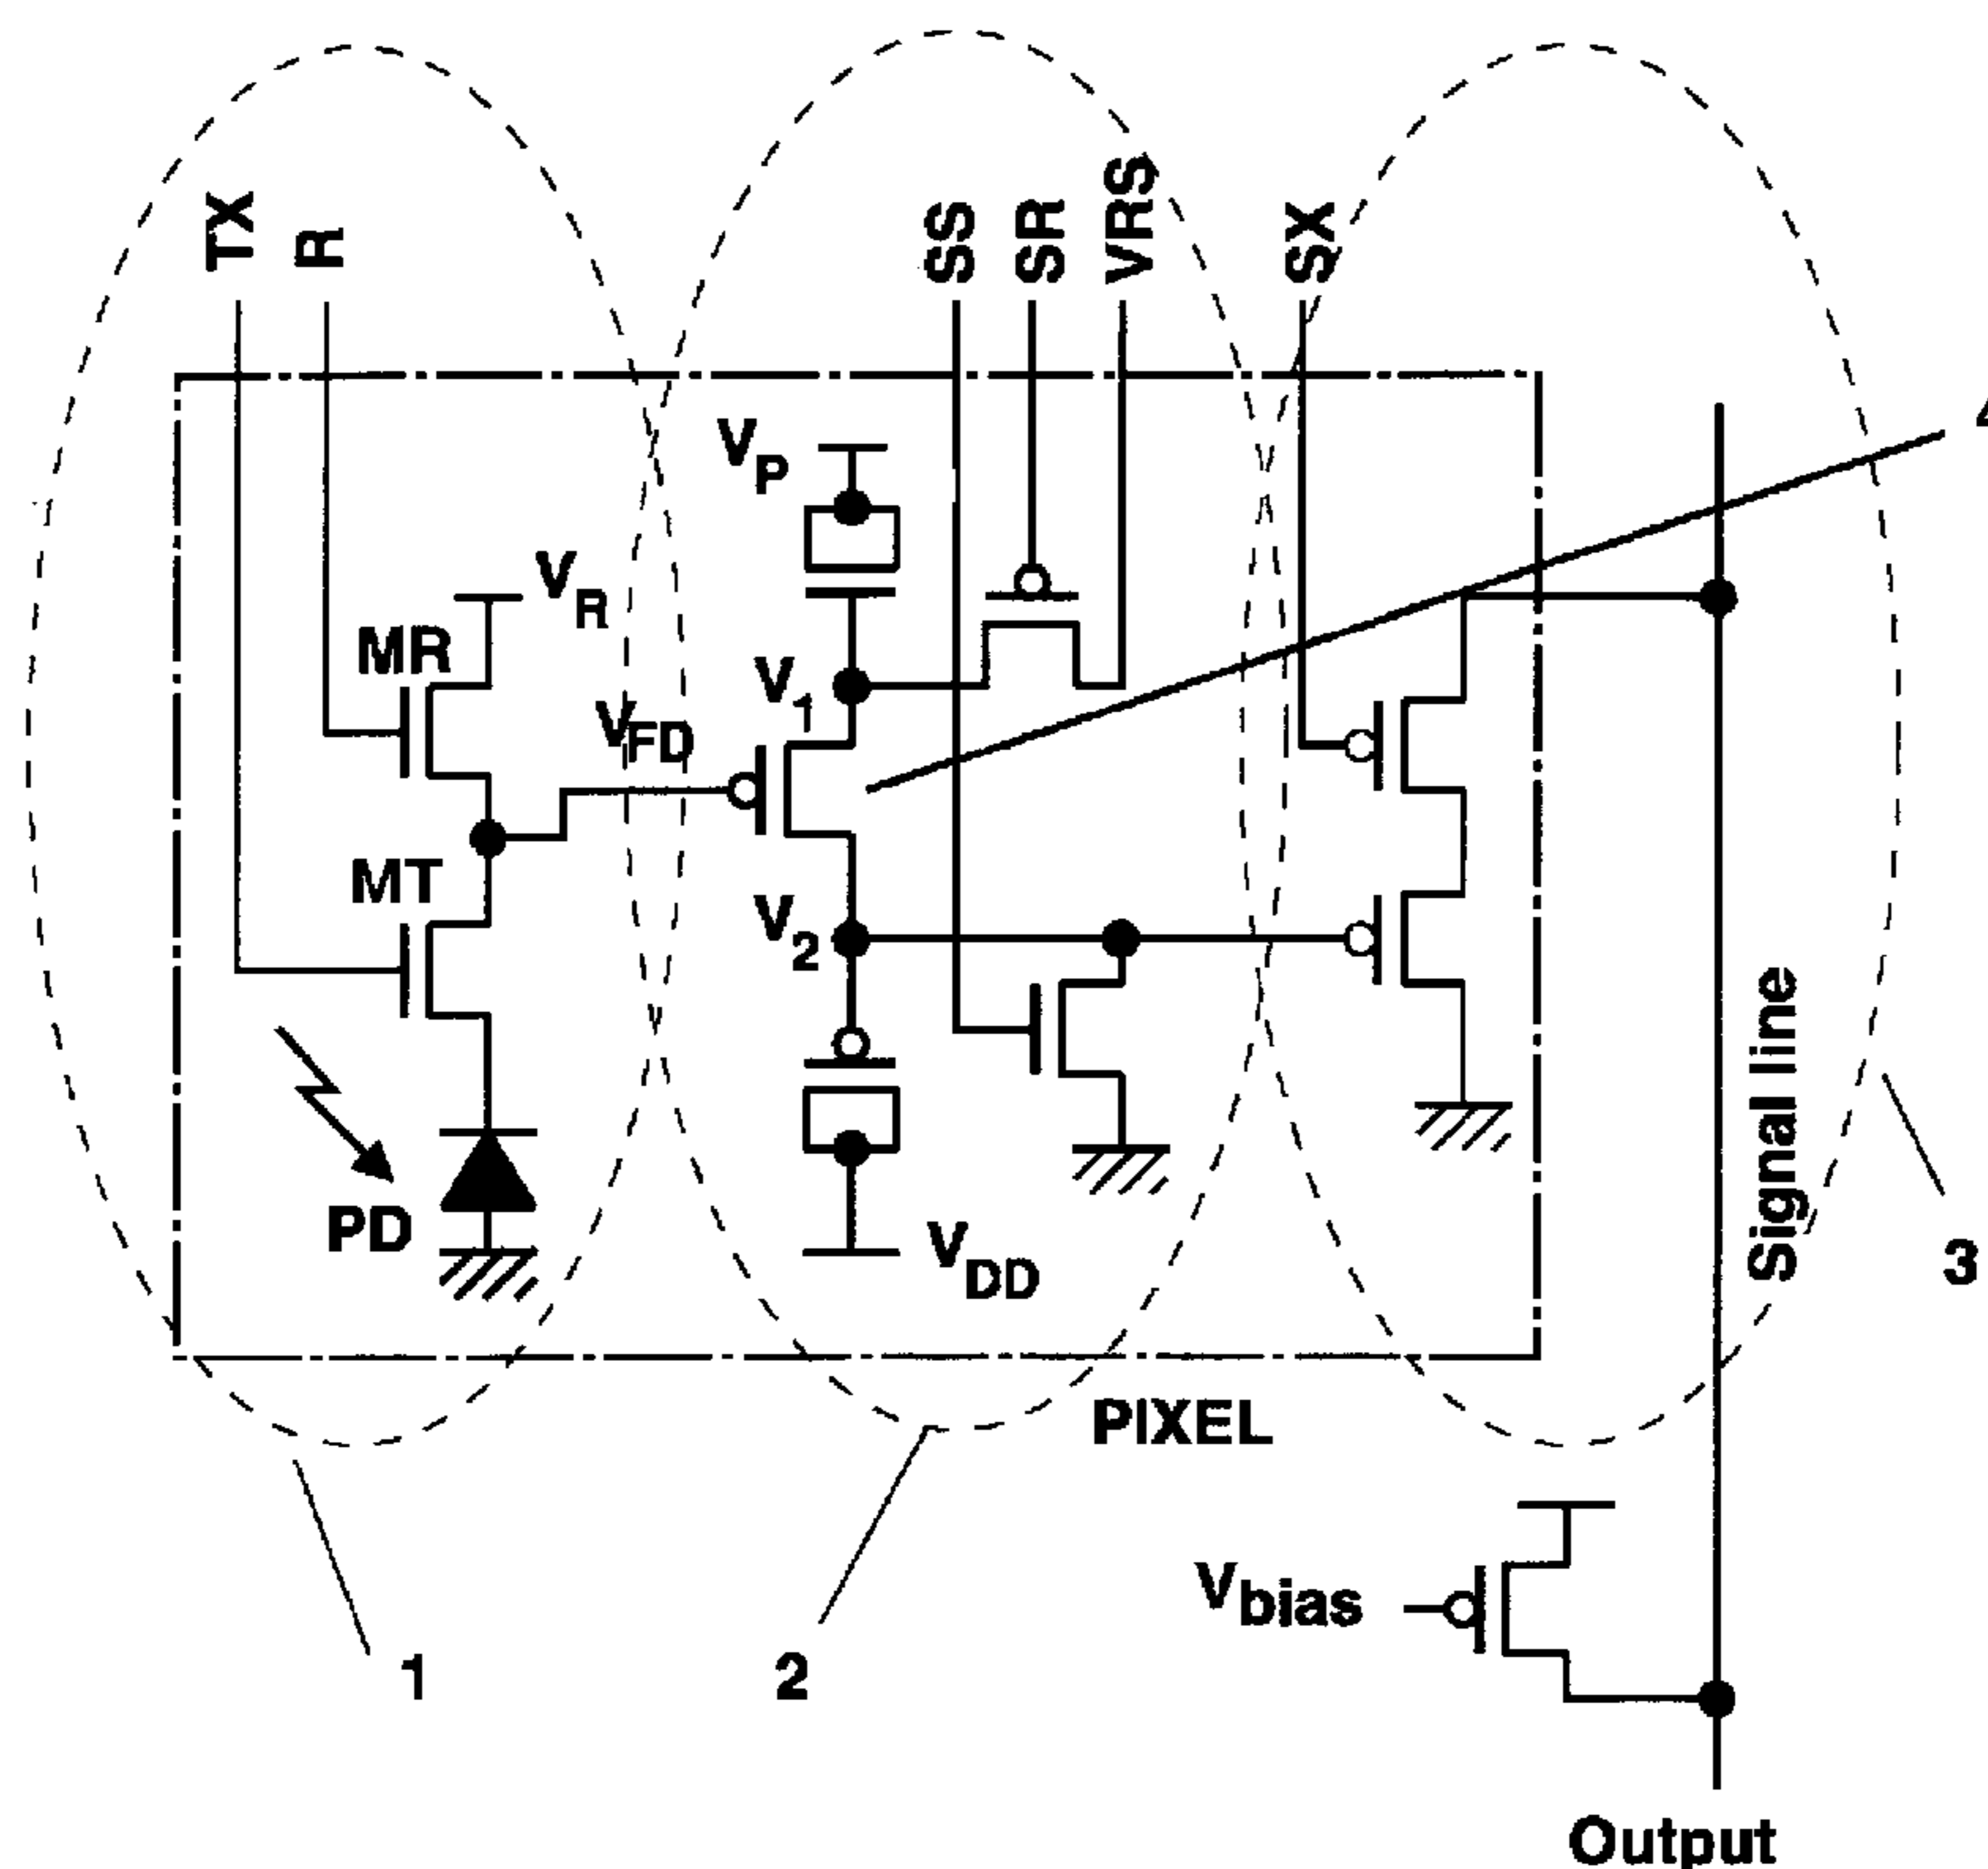 TX
R
SS
SR
VRS
SX
4
VP
VR
MR
V1
VFD
MT
V2
Signal line
PD
VDD
3
PIXEL
Vbias
1
2
Output